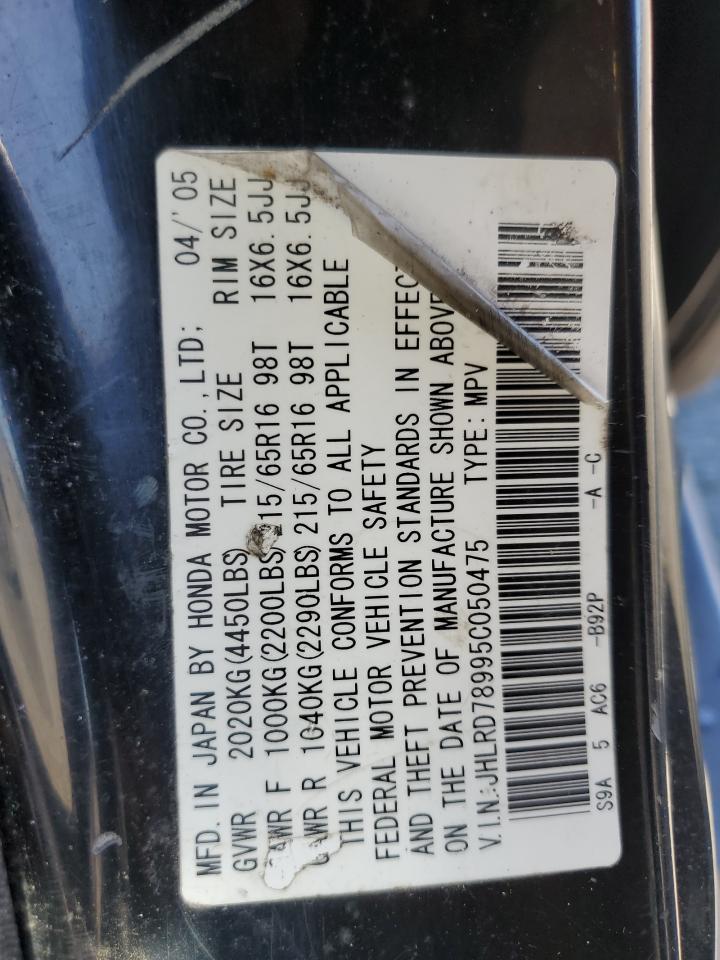 MFD. IN JAPAN BY HONDA MOTOR CO., LTD; 04/'05
GVWR 2020KG(4450LBS) TIRE SIZE RIM SIZE
GAWR F 1000KG(2200LBS) 215/65R16 98T 16X6.5JJ
GAWR R 1040KG(2290LBS) 215/65R16 98T 16X6.5JJ
THIS VEHICLE CONFORMS TO ALL APPLICABLE
FEDERAL MOTOR VEHICLE SAFETY
AND THEFT PREVENTION STANDARDS IN EFFECT
ON THE DATE OF MANUFACTURE SHOWN ABOVE
V.I.N.:JHLRD78995C050475 TYPE: MPV
S9A 5 AC6 -B92P -A -C